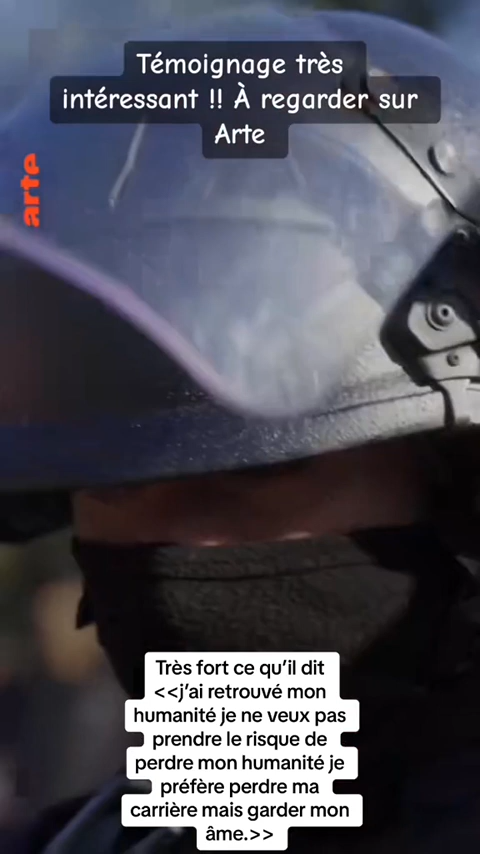 Témoignage très
intéressant !! À regarder sur
Arte
arte
Très fort ce qu’il dit
<<j’ai retrouvé mon
humanité je ne veux pas
prendre le risque de
perdre mon humanité je
préfère perdre ma
carrière mais garder mon
âme.>>